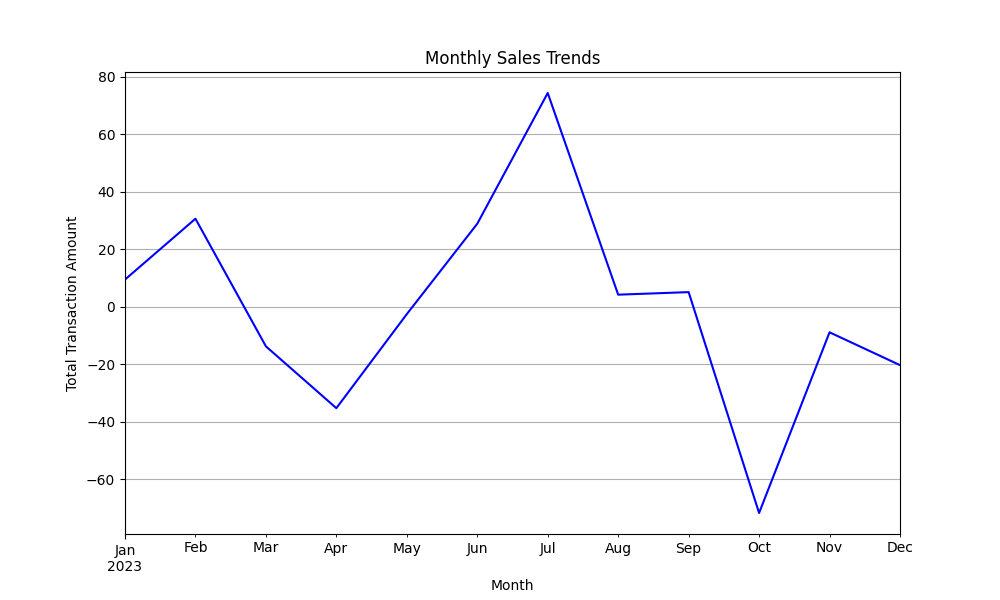 Monthly Sales Trends
80
60
40
20
0
−20
−40
−60
Total Transaction Amount
Jan Feb Mar Apr May Jun Jul Aug Sep Oct Nov Dec
2023
Month